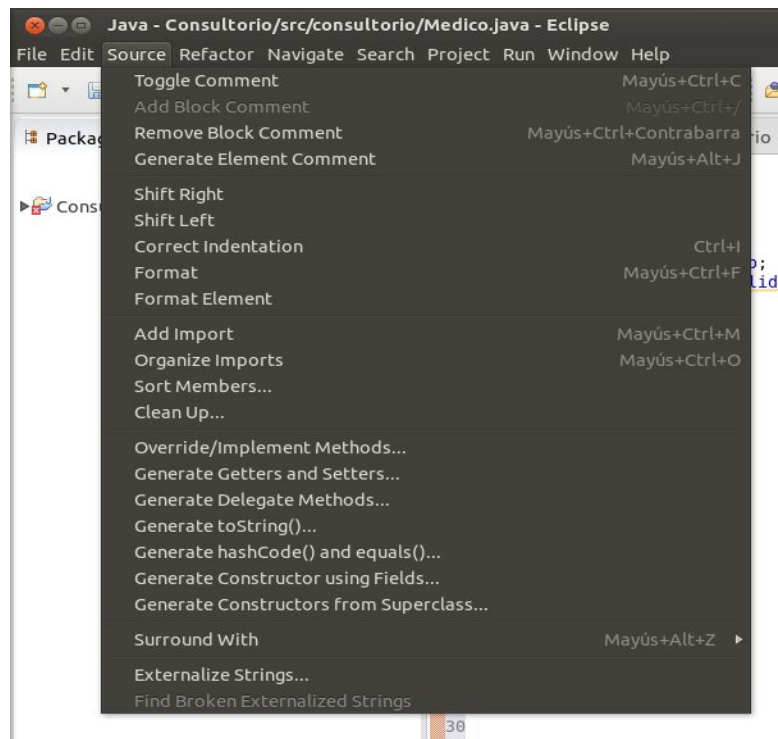 Java - Consultorio/src/consultorio/Medico.java - Eclipse
File Edit Source Refactor Navigate Search Project Run Window Help
Toggle Comment Mayús+Ctrl+C
Add Block Comment Mayús+Ctrl+/
Remove Block Comment Mayús+Ctrl+Contrabarra
Generate Element Comment Mayús+Alt+J
Shift Right
Shift Left
Correct Indentation Ctrl+I
Format Mayús+Ctrl+F
Format Element
Add Import Mayús+Ctrl+M
Organize Imports Mayús+Ctrl+O
Sort Members...
Clean Up...
Override/Implement Methods...
Generate Getters and Setters...
Generate Delegate Methods...
Generate toString()...
Generate hashCode() and equals()...
Generate Constructor using Fields...
Generate Constructors from Superclass...
Surround With Mayús+Alt+Z
Externalize Strings...
Find Broken Externalized Strings
30